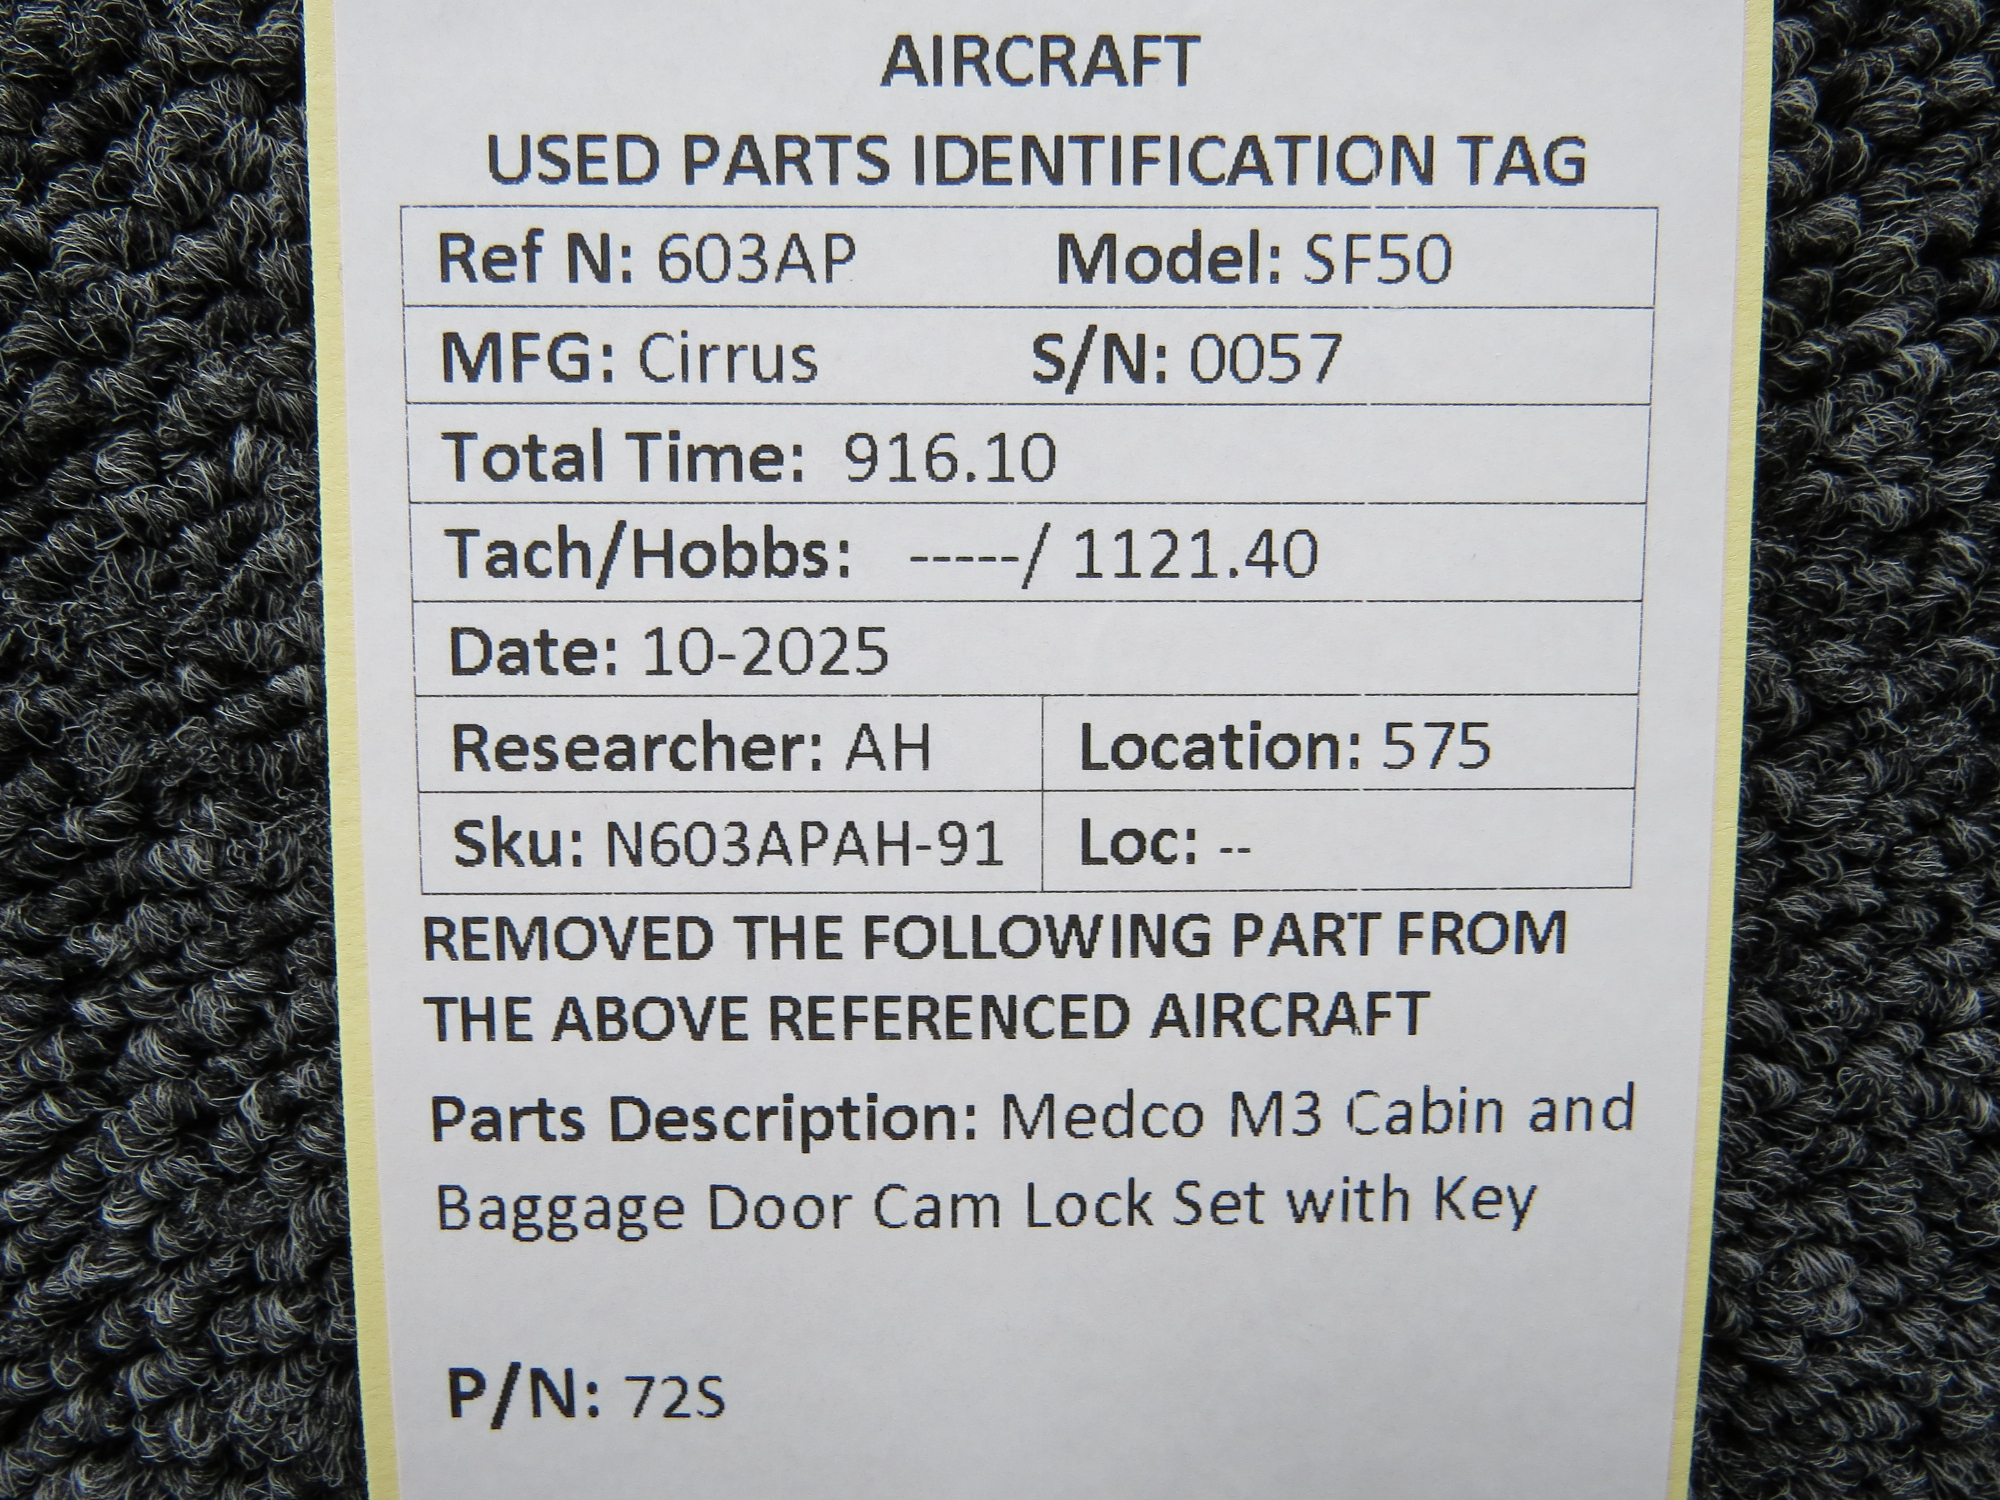 AIRCRAFT
USED PARTS IDENTIFICATION TAG
Ref N: 603AP Model: SF50
MFG: Cirrus S/N: 0057
Total Time: 916.10
Tach/Hobbs: -----/ 1121.40
Date: 10-2025
Researcher: AH Location: 575
Sku: N603APAH-91 Loc: --
REMOVED THE FOLLOWING PART FROM
THE ABOVE REFERENCED AIRCRAFT
Parts Description: Medco M3 Cabin and
Baggage Door Cam Lock Set with Key
P/N: 72S